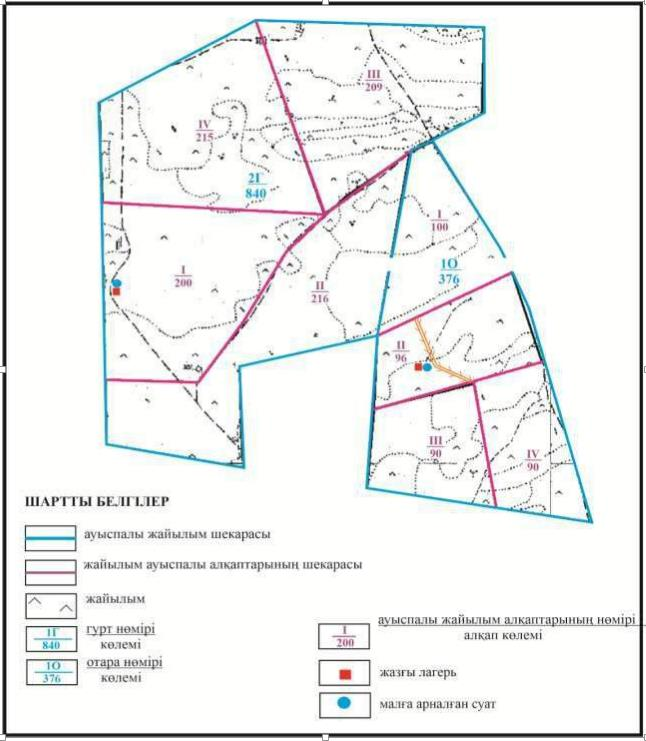 III
209
IV
215
2Г
840
I
100
I
200
II
216
1О
376
II
96
III
90
IV
90
ШАРТТЫ БЕЛГІЛЕР
ауыспалы жайылым шекарасы
жайылым ауыспалы алқаптарының шекарасы
жайылым
1Г
840
гурт нөмірі
көлемі
1О
376
отара нөмірі
көлемі
I
200
ауыспалы жайылым алқаптарының нөмірі
алқап көлемі
жазғы лагерь
малға арналған суат